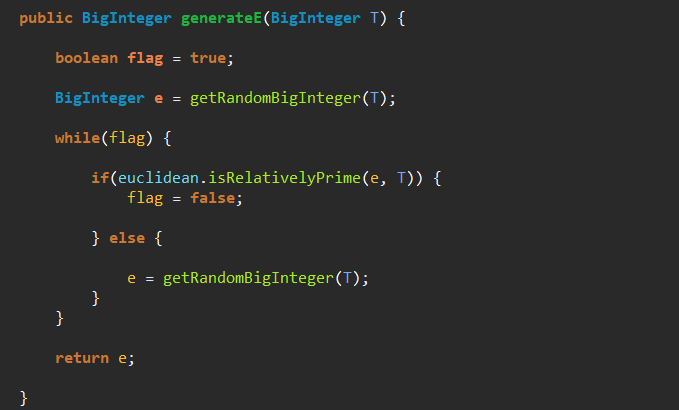 public BigInteger generateE(BigInteger T) {
boolean flag = true;
BigInteger e = getRandomBigInteger(T);
while(flag) {
if(euclidean.isRelativelyPrime(e, T)) {
flag = false;
} else {
e = getRandomBigInteger(T);
}
}
return e;
}